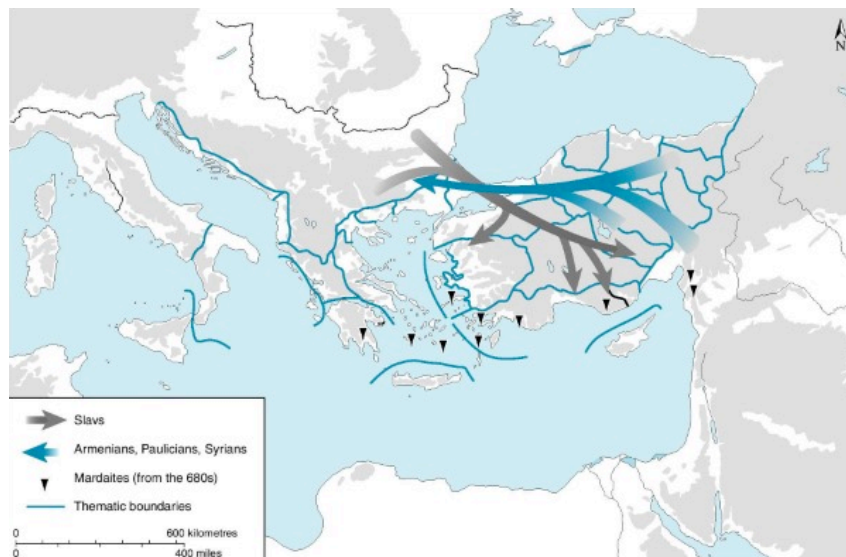 N
Slavs
Armenians, Paulicians, Syrians
Mardaites (from the 680s)
Thematic boundaries
0 600 kilometres
0 400 miles